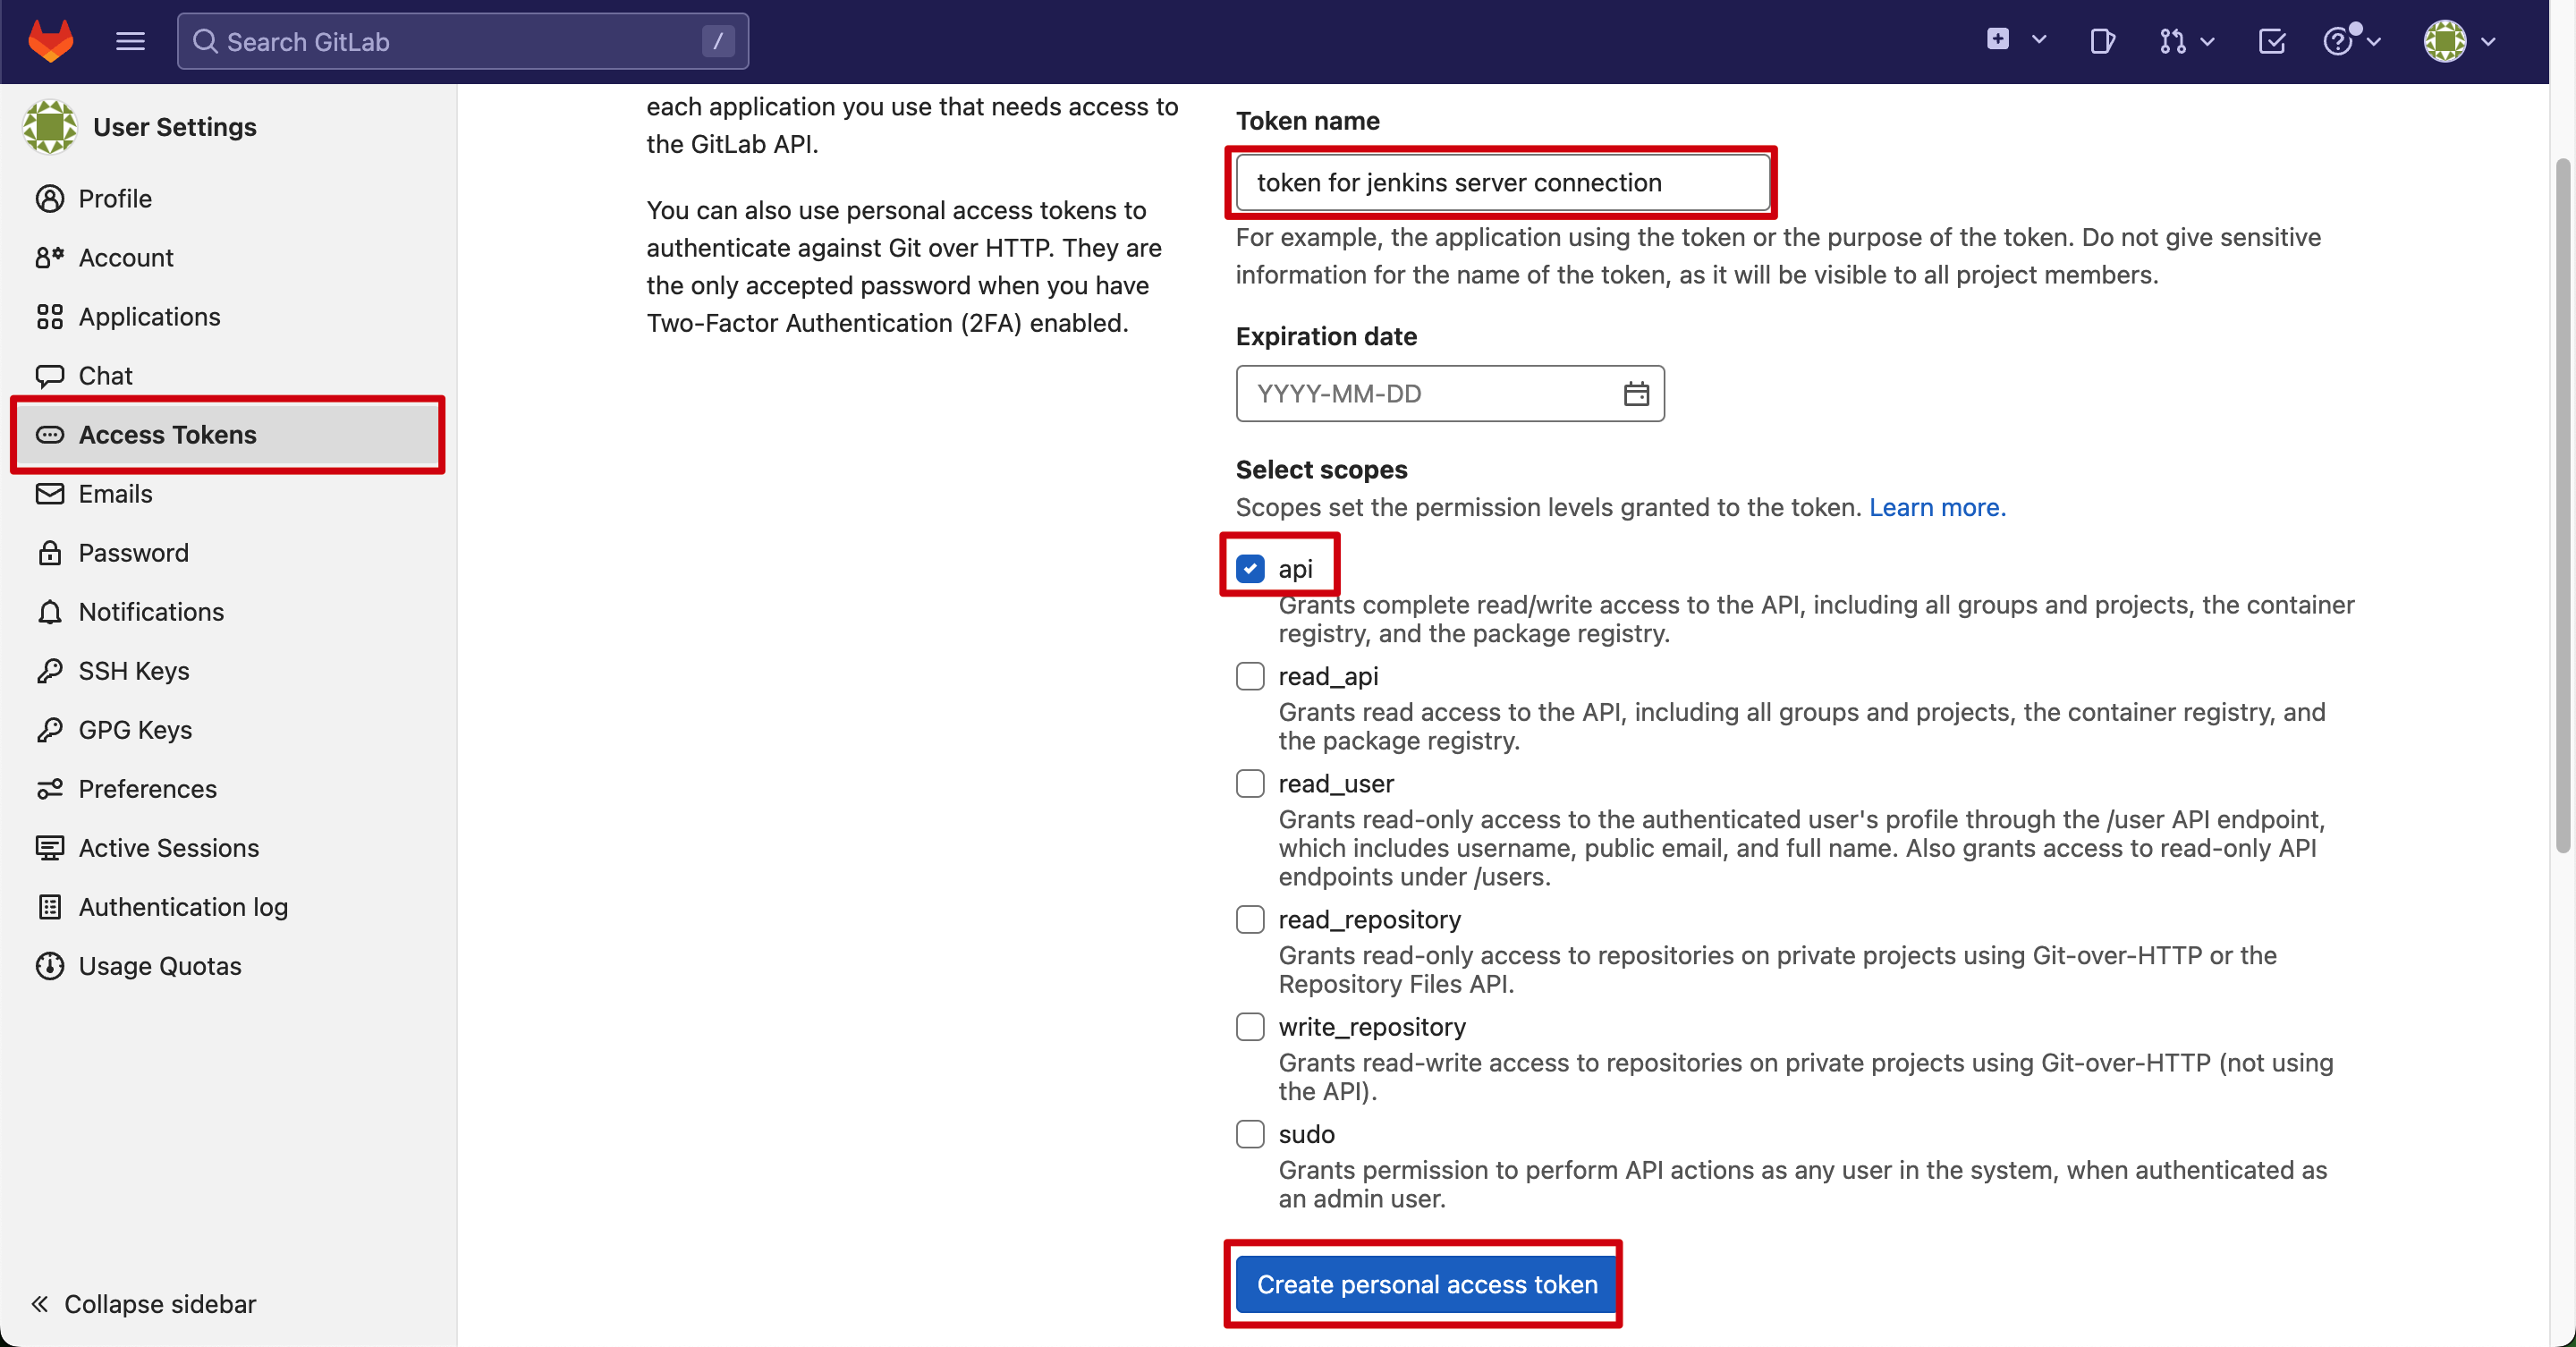 Search GitLab
/
User Settings
Profile
Account
Applications
Chat
Access Tokens
Emails
Password
Notifications
SSH Keys
GPG Keys
Preferences
Active Sessions
Authentication log
Usage Quotas
Collapse sidebar
each application you use that needs access to
the GitLab API.
You can also use personal access tokens to
authenticate against Git over HTTP. They are
the only accepted password when you have
Two-Factor Authentication (2FA) enabled.
Token name
token for jenkins server connection
For example, the application using the token or the purpose of the token. Do not give sensitive
information for the name of the token, as it will be visible to all project members.
Expiration date
YYYY-MM-DD
Select scopes
Scopes set the permission levels granted to the token. Learn more.
api
Grants complete read/write access to the API, including all groups and projects, the container
registry, and the package registry.
read_api
Grants read access to the API, including all groups and projects, the container registry, and
the package registry.
read_user
Grants read-only access to the authenticated user's profile through the /user API endpoint,
which includes username, public email, and full name. Also grants access to read-only API
endpoints under /users.
read_repository
Grants read-only access to repositories on private projects using Git-over-HTTP or the
Repository Files API.
write_repository
Grants read-write access to repositories on private projects using Git-over-HTTP (not using
the API).
sudo
Grants permission to perform API actions as any user in the system, when authenticated as
an admin user.
Create personal access token